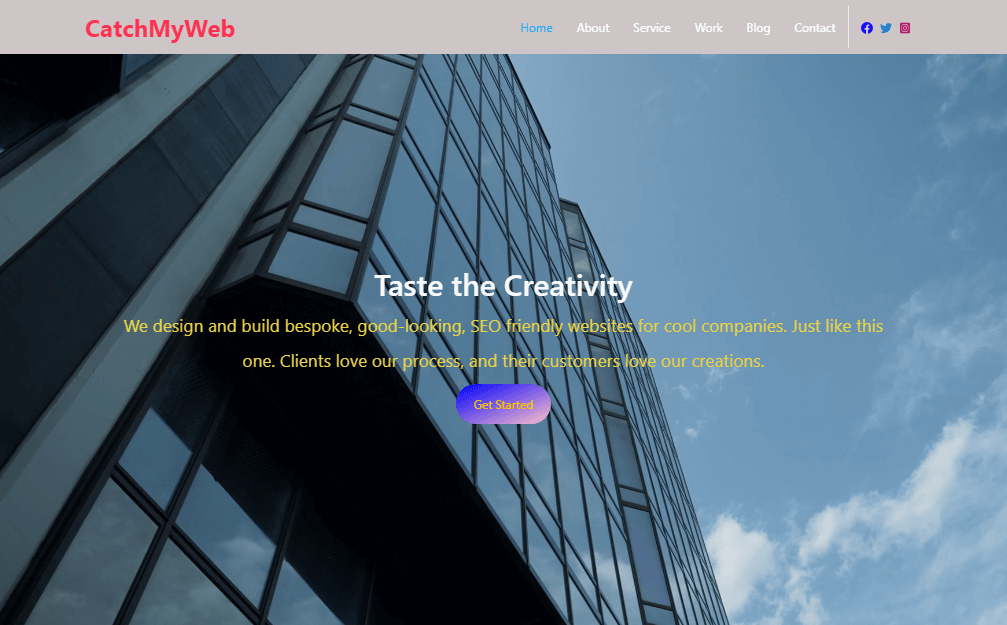 CatchMyWeb
Home About Service Work Blog Contact
Taste the Creativity
We design and build bespoke, good-looking, SEO friendly websites for cool companies. Just like this
one. Clients love our process, and their customers love our creations.
Get Started